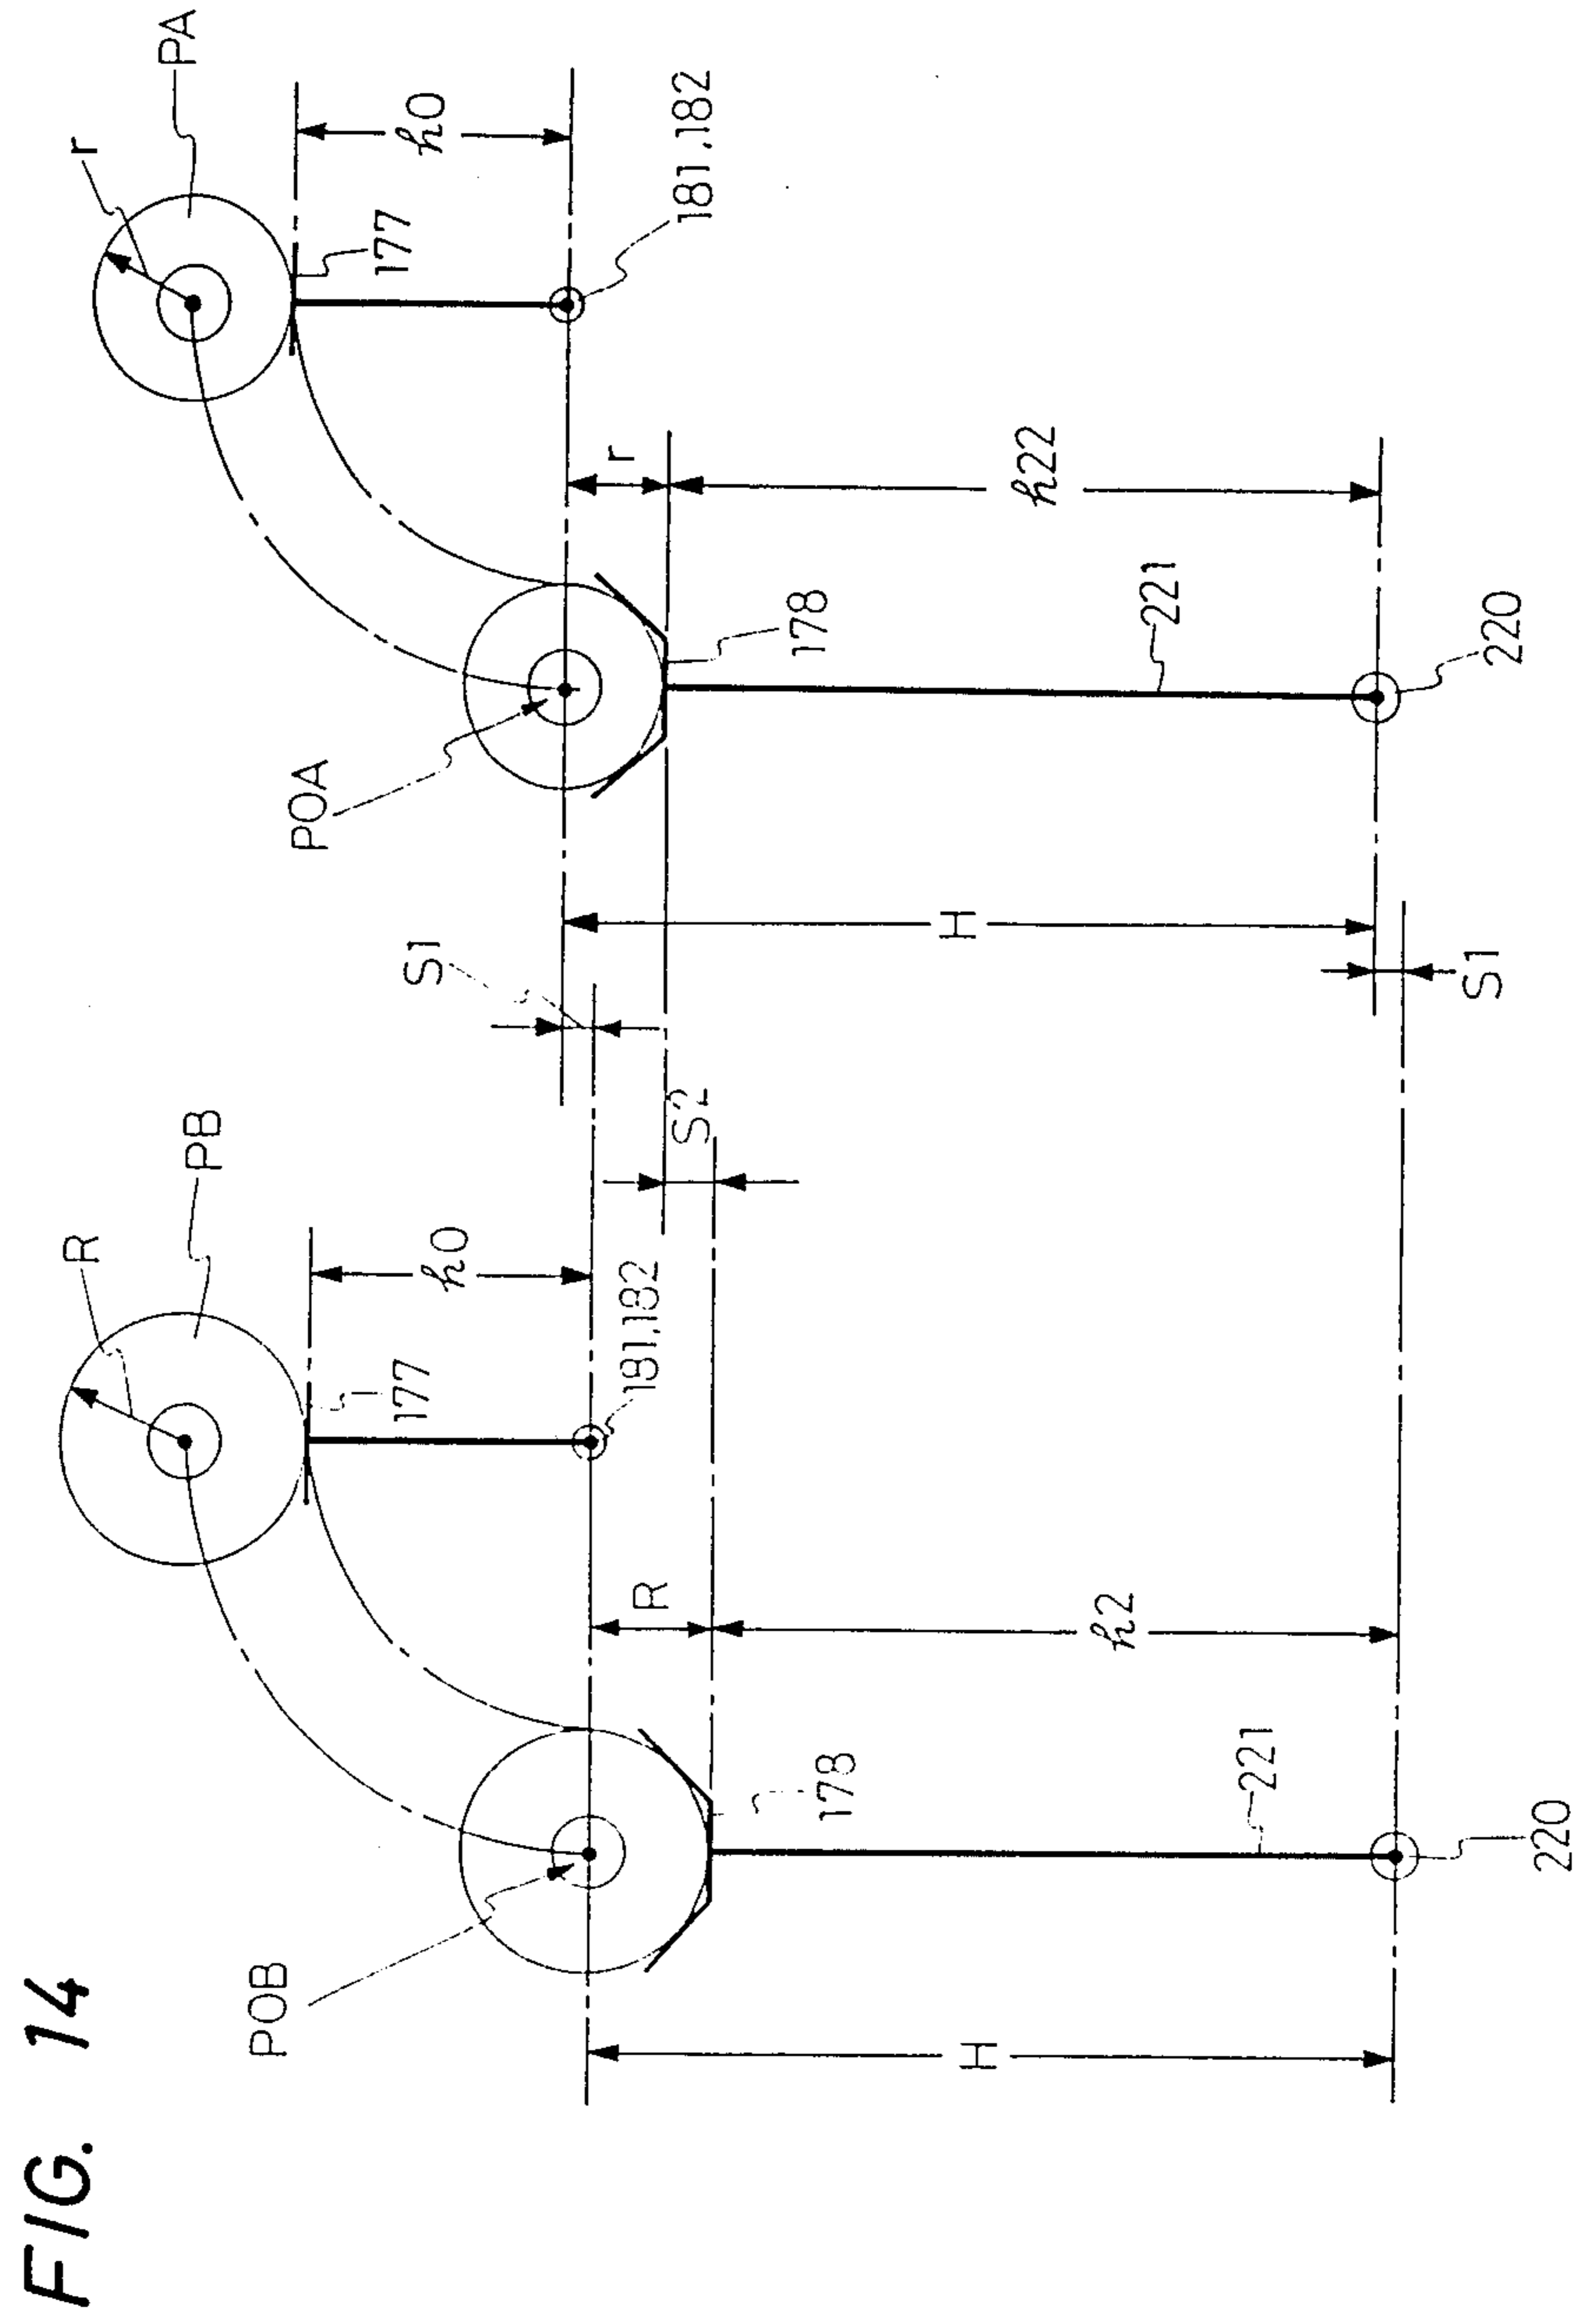 FIG. 14
R
PB
h0
177
181,182
POB
R
178
h2
221
220
H
S1
S2
r
PA
h0
177
181,182
POA
r
178
h22
221
220
H
S1